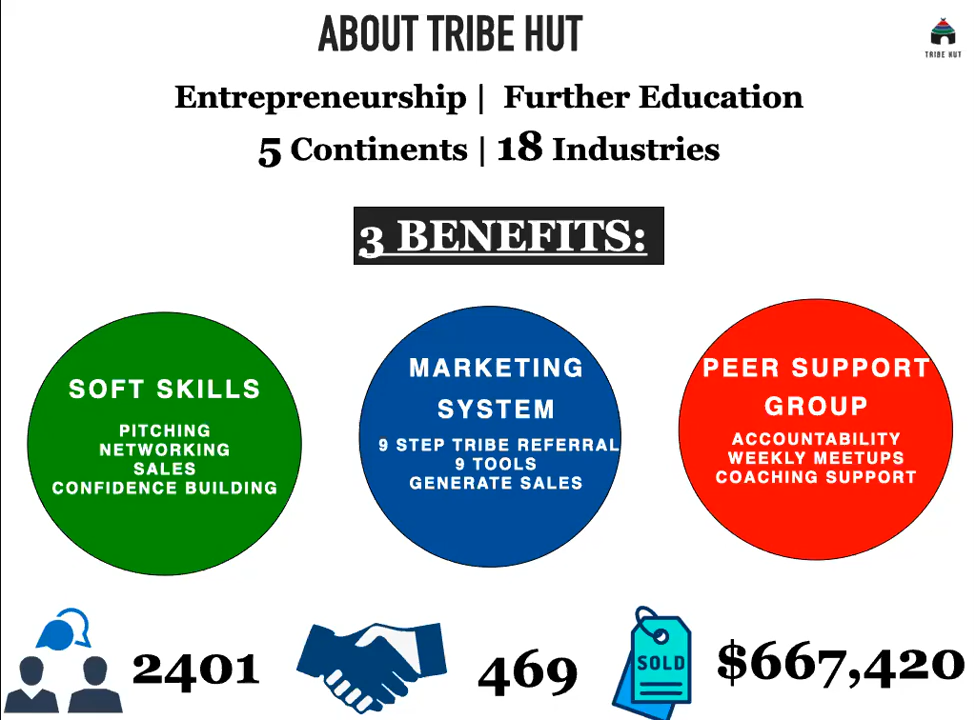 ABOUT TRIBE HUT
TRIBE HUT
Entrepreneurship | Further Education
5 Continents | 18 Industries
3 BENEFITS:
SOFT SKILLS
PITCHING
NETWORKING
SALES
CONFIDENCE BUILDING
MARKETING
SYSTEM
9 STEP TRIBE REFERRAL
9 TOOLS
GENERATE SALES
PEER SUPPORT
GROUP
ACCOUNTABILITY
WEEKLY MEETUPS
COACHING SUPPORT
2401
469
SOLD
$667,420